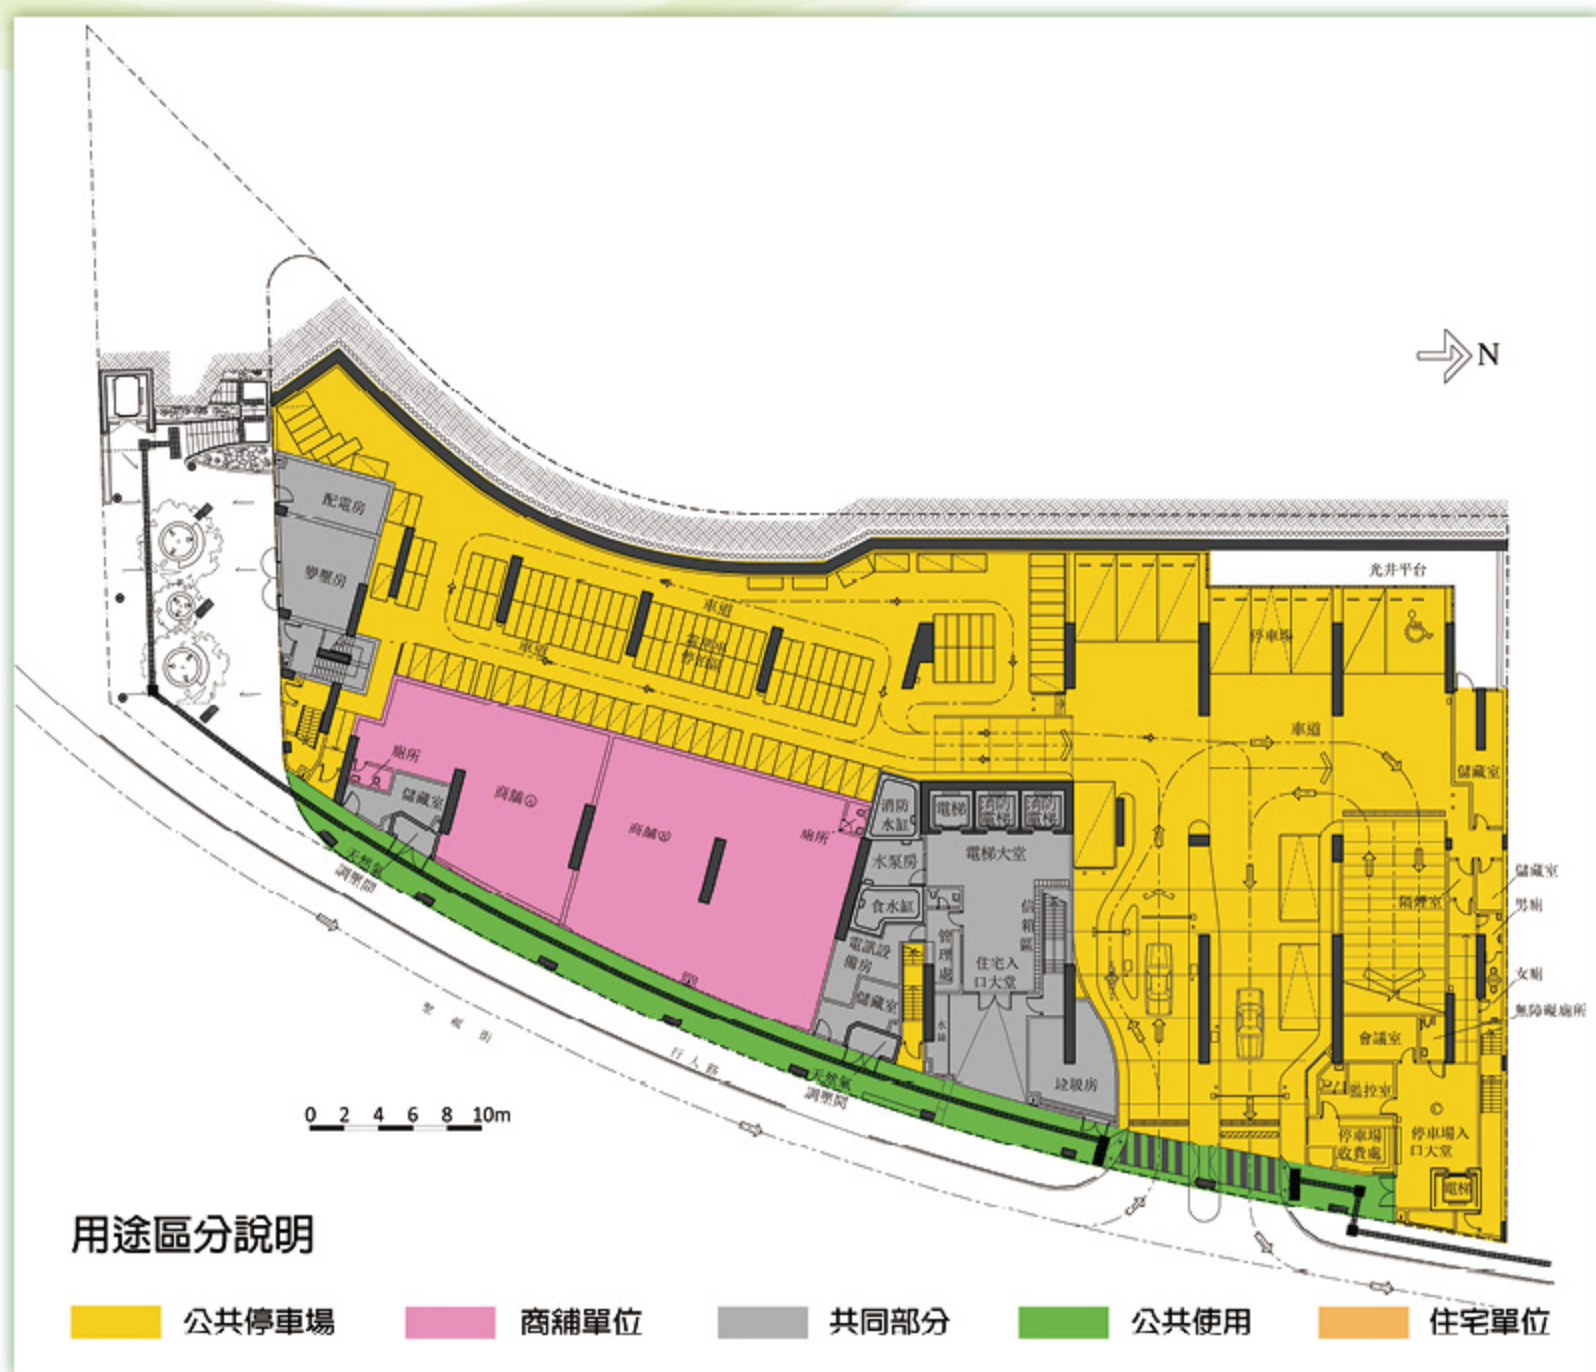 N
光井平台
配電房
變壓房
車道
停車場
車道
車道
儲藏室
廁所
商舖
儲藏室
商舖
廁所
消防
水缸
電梯
消防
電梯
消防
電梯
水泵房
電梯大堂
食水缸
信箱區
儲藏室
男廁
電訊設
備房
管理處
住宅入
口大堂
女廁
儲藏室
無障礙廁所
會議室
天然氣
調壓間
行人路
垃圾房
監控室
天然氣
調壓間
停車場
收費處
停車場入
口大堂
電梯
0 2 4 6 8 10m
用途區分說明
公共停車場
商舖單位
共同部分
公共使用
住宅單位